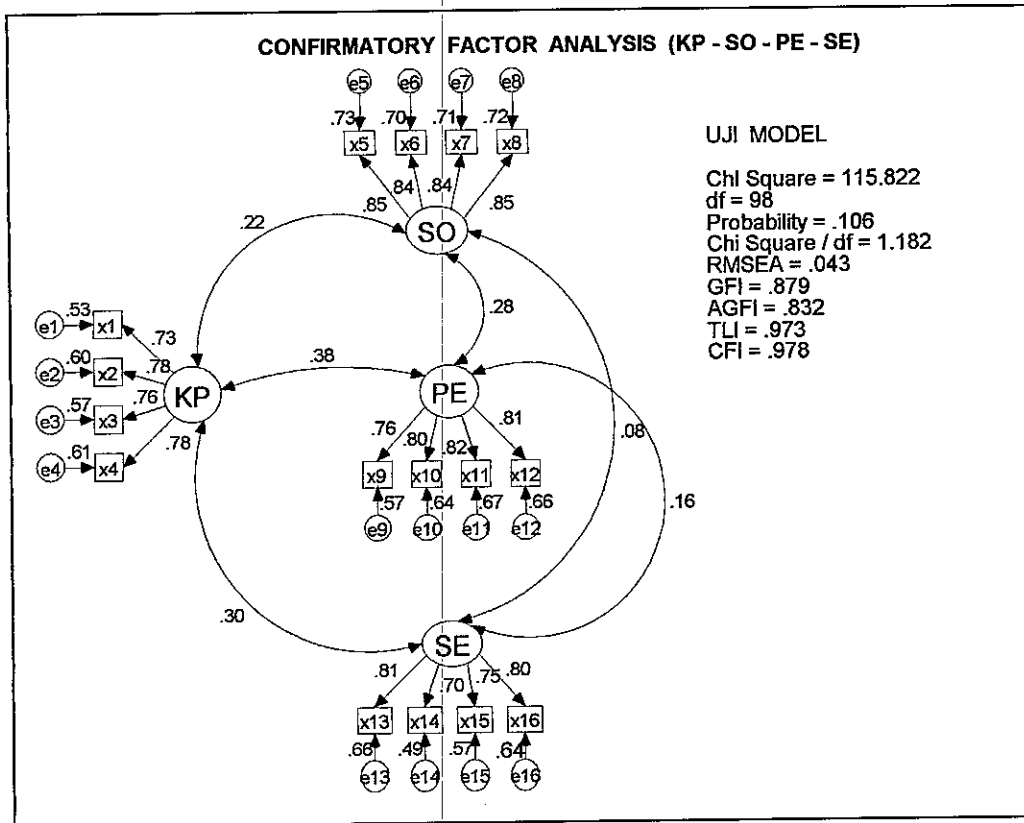 CONFIRMATORY FACTOR ANALYSIS (KP - SO - PE - SE)
e5 e6 e7 e8
.73 .70 .71 .72
x5 x6 x7 x8
.85 .84 .84 .85
SO
UJI MODEL
Chi Square = 115.822
df = 98
Probability = .106
Chi Square / df = 1.182
RMSEA = .043
GFI = .879
AGFI = .832
TLI = .973
CFI = .978
.22
.28
.38
.08
.16
.30
e1 .53 x1 .73
e2 .60 x2 .78
e3 .57 x3 .76
e4 .61 x4 .78
KP
PE
.76 .80 .82 .81
x9 x10 x11 x12
.57 .64 .67 .66
e9 e10 e11 e12
SE
.81 .70 .75 .80
x13 x14 x15 x16
.66 .49 .57 .64
e13 e14 e15 e16